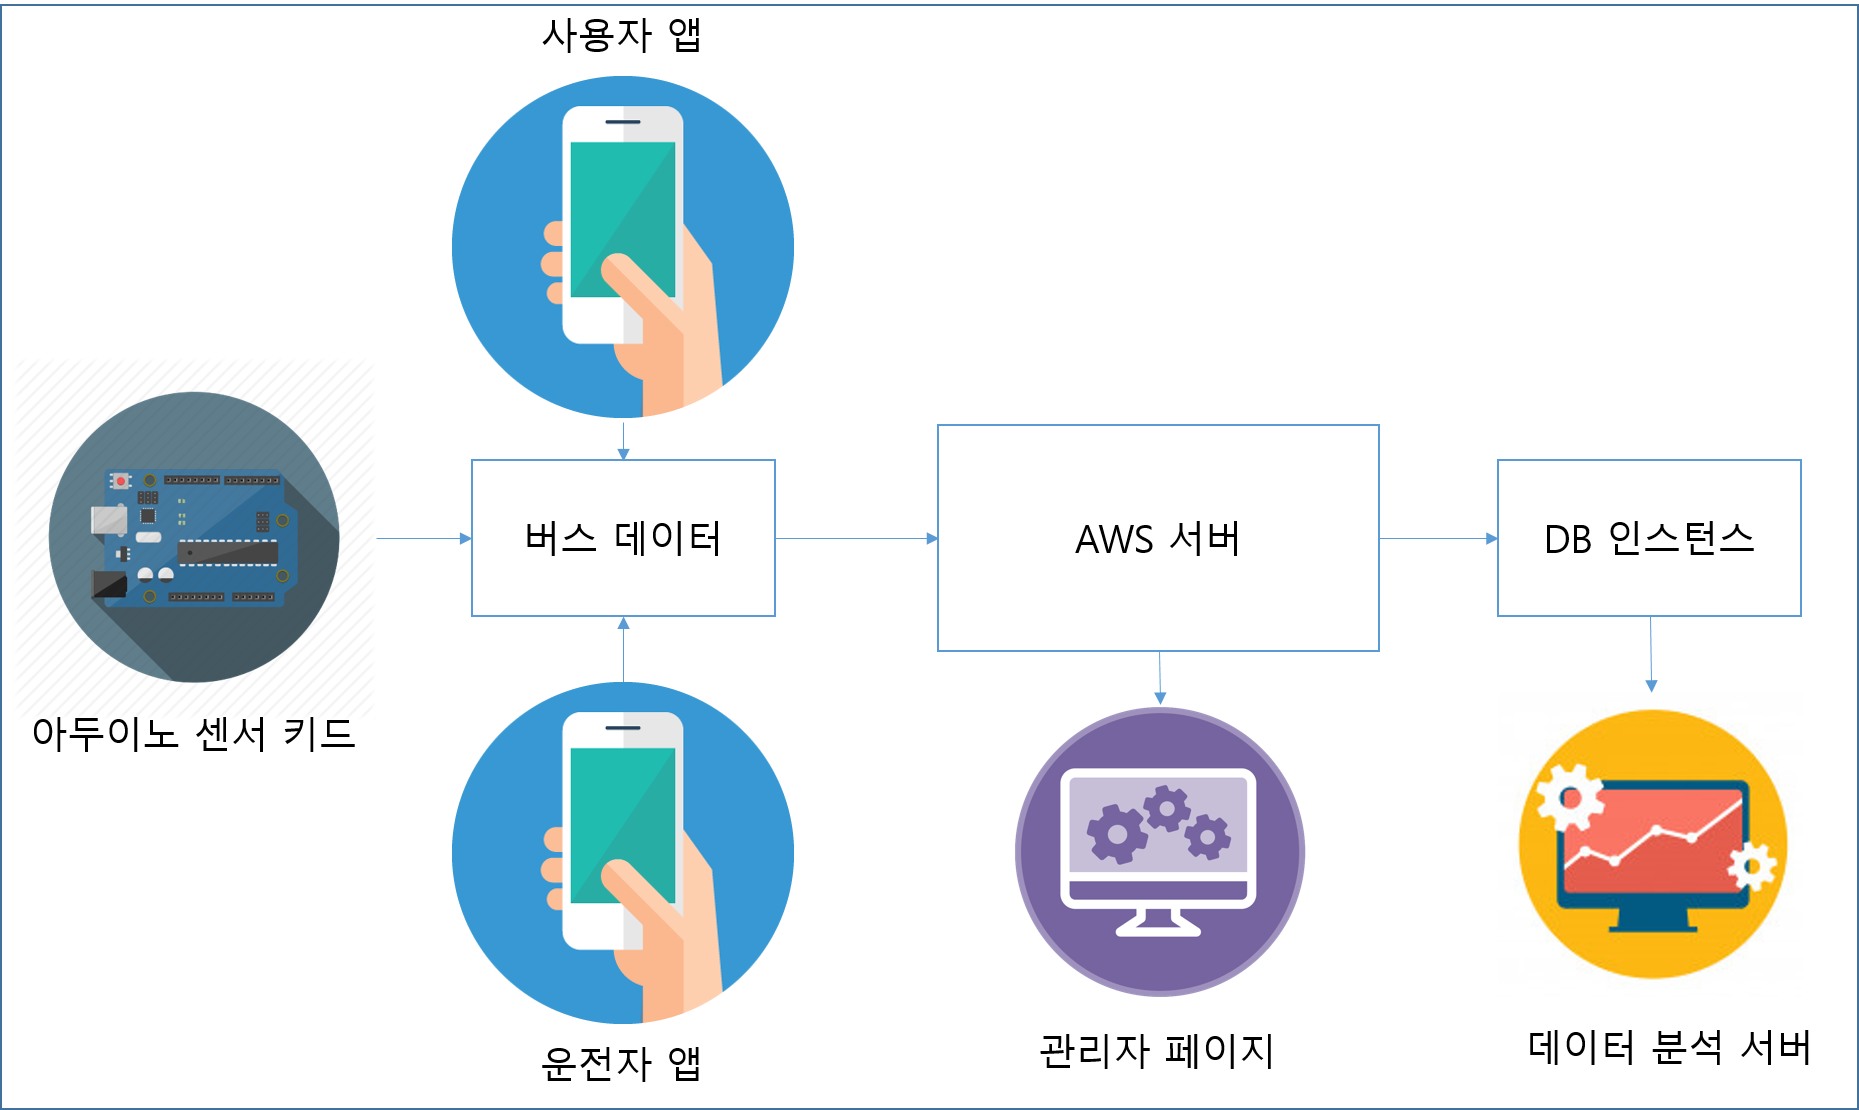 사용자 앱
버스 데이터
AWS 서버
DB 인스턴스
아두이노 센서 키드
운전자 앱
관리자 페이지
데이터 분석 서버